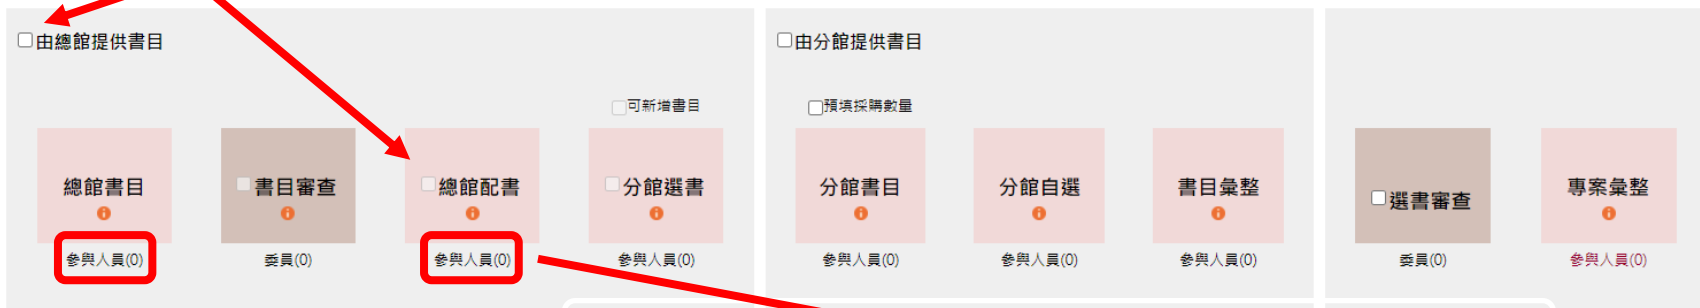 由總館提供書目
由分館提供書目
可新增書目
預填採購數量
總館書目
書目審查
總館配書
分館選書
分館書目
分館自選
書目彙整
選書審查
專案彙整
參與人員(0)
委員(0)
參與人員(0)
參與人員(0)
參與人員(0)
參與人員(0)
參與人員(0)
委員(0)
參與人員(0)